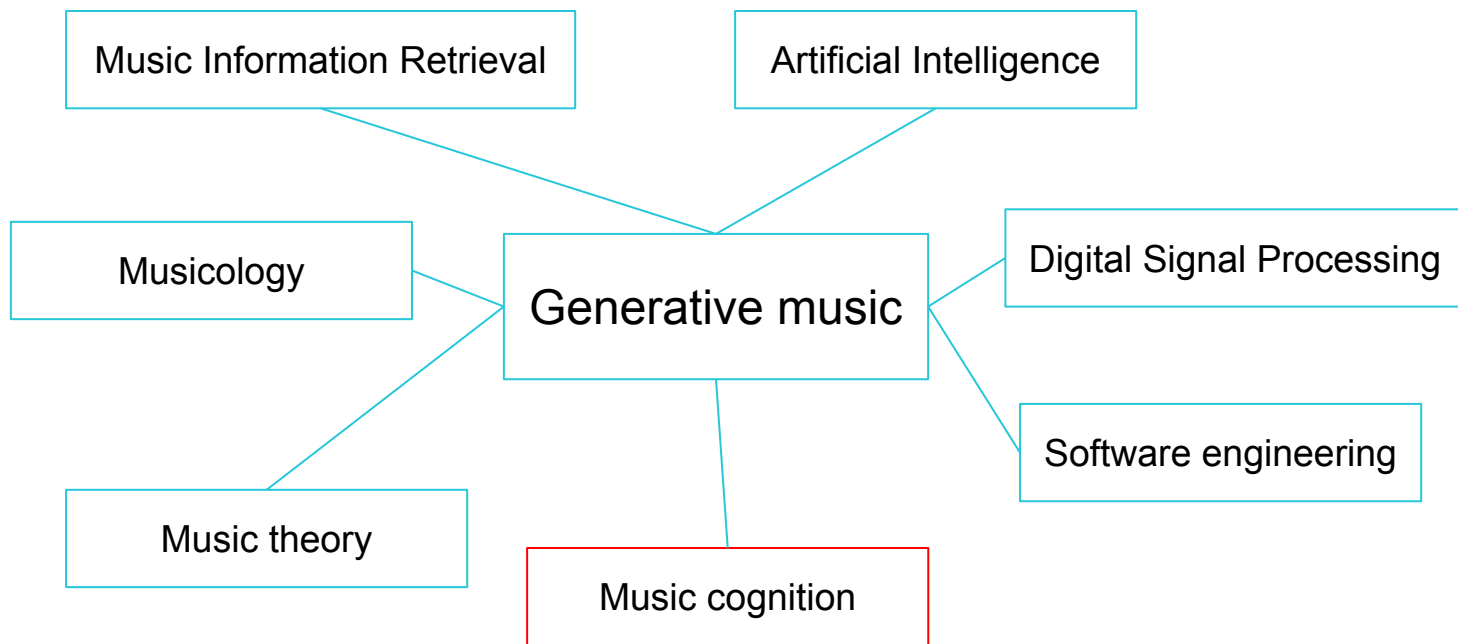 Music Information Retrieval
Artificial Intelligence
Musicology
Generative music
Digital Signal Processing
Software engineering
Music theory
Music cognition